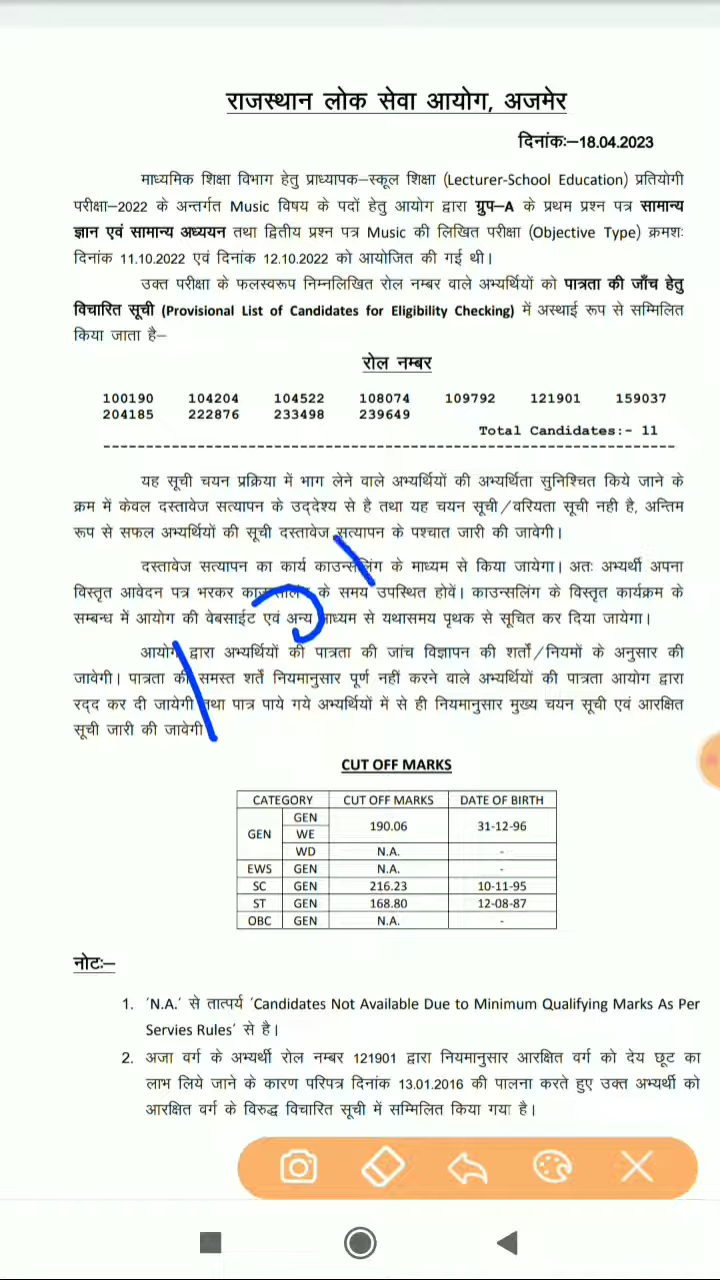 राजस्थान लोक सेवा आयोग, अजमेर
दिनांकः–18.04.2023
माध्यमिक शिक्षा विभाग हेतु प्राध्यापक–स्कूल शिक्षा (Lecturer-School Education) प्रतियोगी
परीक्षा–2022 के अन्तर्गत Music विषय के पदों हेतु आयोग द्वारा ग्रुप–A के प्रथम प्रश्न पत्र सामान्य
ज्ञान एवं सामान्य अध्ययन तथा द्वितीय प्रश्न पत्र Music की लिखित परीक्षा (Objective Type) क्रमशः
दिनांक 11.10.2022 एवं दिनांक 12.10.2022 को आयोजित की गई थी।
उक्त परीक्षा के फलस्वरूप निम्नलिखित रोल नम्बर वाले अभ्यर्थियों को पात्रता की जाँच हेतु
विचारित सूची (Provisional List of Candidates for Eligibility Checking) में अस्थाई रूप से सम्मिलित
किया जाता है–
रोल नम्बर
100190 104204 104522 108074 109792 121901 159037
204185 222876 233498 239649
Total Candidates:- 11
यह सूची चयन प्रक्रिया में भाग लेने वाले अभ्यर्थियों की अभ्यर्थिता सुनिश्चित किये जाने के
क्रम में केवल दस्तावेज सत्यापन के उद्देश्य से है तथा यह चयन सूची/वरियता सूची नही है, अन्तिम
रूप से सफल अभ्यर्थियों की सूची दस्तावेज सत्यापन के पश्चात जारी की जावेगी।
दस्तावेज सत्यापन का कार्य काउन्सलिंग के माध्यम से किया जायेगा। अतः अभ्यर्थी अपना
विस्तृत आवेदन पत्र भरकर के समय उपस्थित होवें। काउन्सलिंग के विस्तृत कार्यक्रम के
सम्बन्ध में आयोग की वेबसाईट एवं अन्य माध्यम से यथासमय पृथक से सूचित कर दिया जायेगा।
आयोग द्वारा अभ्यर्थियों की पात्रता की जांच विज्ञापन की शर्तों/नियमों के अनुसार की
जावेगी। पात्रता की समस्त शर्ते नियमानुसार पूर्ण नहीं करने वाले अभ्यर्थियों की पात्रता आयोग द्वारा
रद्द कर दी जायेगी तथा पात्र पाये गये अभ्यर्थियों में से ही नियमानुसार मुख्य चयन सूची एवं आरक्षित
सूची जारी की जावेगी
CUT OFF MARKS
CATEGORY CUT OFF MARKS DATE OF BIRTH
GEN GEN 190.06 31-12-96
WE
WD N.A. -
EWS GEN N.A. -
SC GEN 216.23 10-11-95
ST GEN 168.80 12-08-87
OBC GEN N.A. -
नोटः–
1. 'N.A.' से तात्पर्य 'Candidates Not Available Due to Minimum Qualifying Marks As Per
Servies Rules' से है।
2. अजा वर्ग के अभ्यर्थी रोल नम्बर 121901 द्वारा नियमानुसार आरक्षित वर्ग को देय छूट का
लाभ लिये जाने के कारण परिपत्र दिनांक 13.01.2016 की पालना करते हुए उक्त अभ्यर्थी को
आरक्षित वर्ग के विरुद्ध विचारित सूची में सम्मिलित किया गया है।